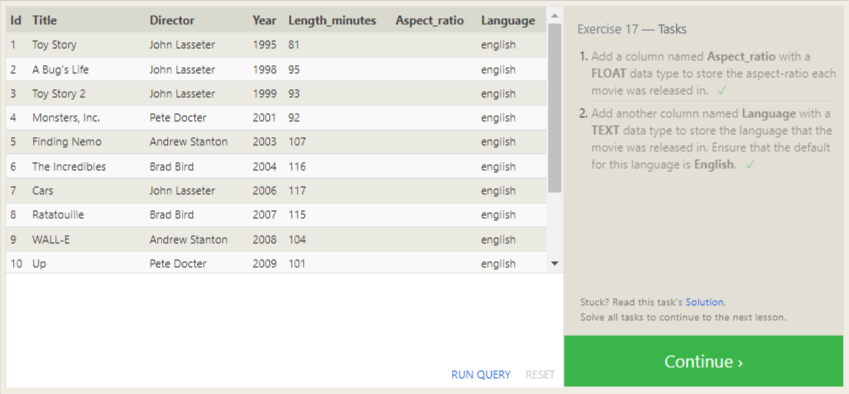 Id Title Director Year Length_minutes Aspect_ratio Language
1 Toy Story John Lasseter 1995 81 english
2 A Bug's Life John Lasseter 1998 95 english
3 Toy Story 2 John Lasseter 1999 93 english
4 Monsters, Inc. Pete Docter 2001 92 english
5 Finding Nemo Andrew Stanton 2003 107 english
6 The Incredibles Brad Bird 2004 116 english
7 Cars John Lasseter 2006 117 english
8 Ratatouille Brad Bird 2007 115 english
9 WALL-E Andrew Stanton 2008 104 english
10 Up Pete Docter 2009 101 english
RUN QUERY RESET
Exercise 17 — Tasks
1. Add a column named Aspect_ratio with a
FLOAT data type to store the aspect-ratio each
movie was released in. ✓
2. Add another column named Language with a
TEXT data type to store the language that the
movie was released in. Ensure that the default
for this language is English. ✓
Stuck? Read this task's Solution.
Solve all tasks to continue to the next lesson.
Continue ›